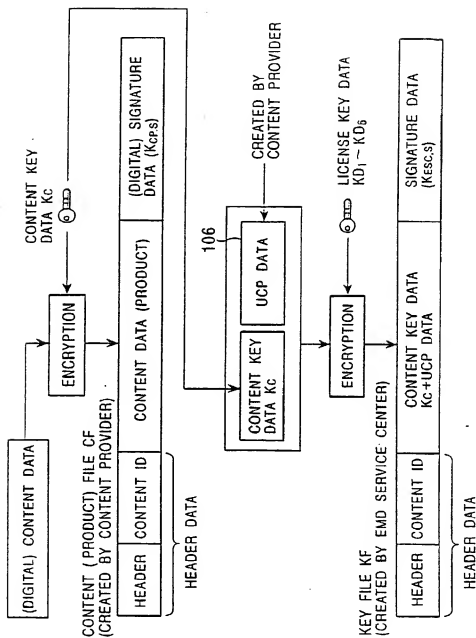 (DIGITAL) CONTENT DATA
CONTENT KEY
DATA Kc
ENCRYPTION
CONTENT (PRODUCT) FILE CF
(CREATED BY CONTENT PROVIDER)
HEADER
CONTENT ID
CONTENT DATA (PRODUCT)
(DIGITAL) SIGNATURE
DATA (KCP,S)
HEADER DATA
106
CONTENT KEY
DATA Kc
UCP DATA
CREATED BY
CONTENT PROVIDER
ENCRYPTION
LICENSE KEY DATA
KD1 ~ KD6
KEY FILE KF
(CREATED BY EMD SERVICE CENTER)
HEADER
CONTENT ID
CONTENT KEY DATA
Kc+UCP DATA
SIGNATURE DATA
(KESC,S)
HEADER DATA